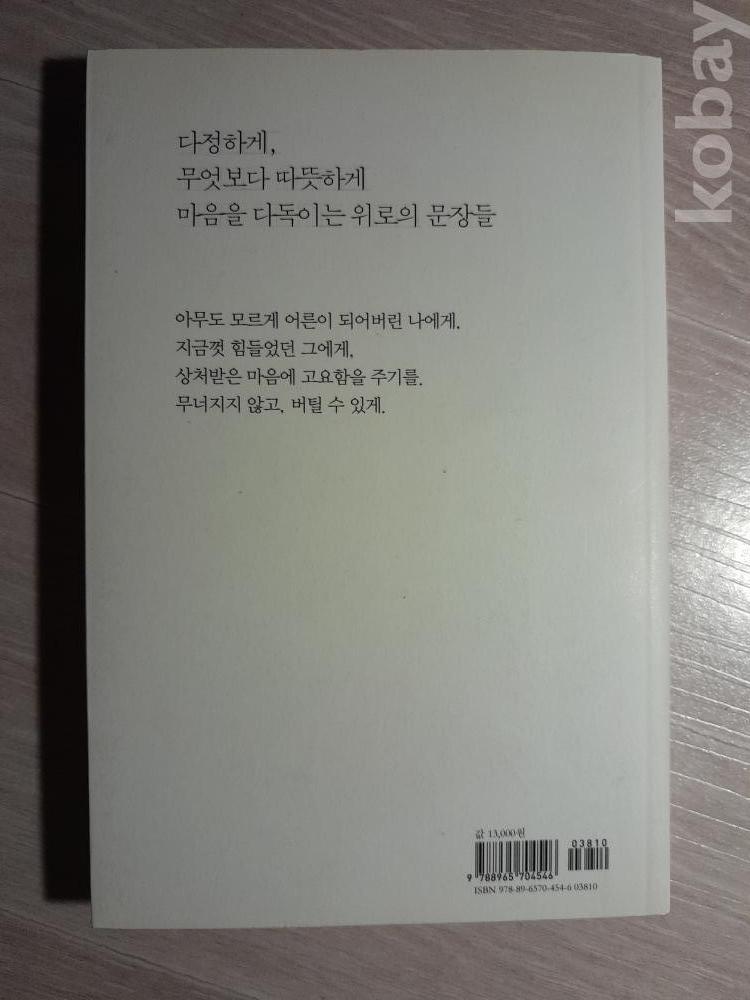 다정하게,
무엇보다 따뜻하게
마음을 다독이는 위로의 문장들
아무도 모르게 어른이 되어버린 나에게.
지금껏 힘들었던 그에게,
상처받은 마음에 고요함을 주기를.
무너지지 않고, 버틸 수 있게.
값 13,000원
03810
9 788965 704546
ISBN 978-89-6570-454-6 03810
kobay